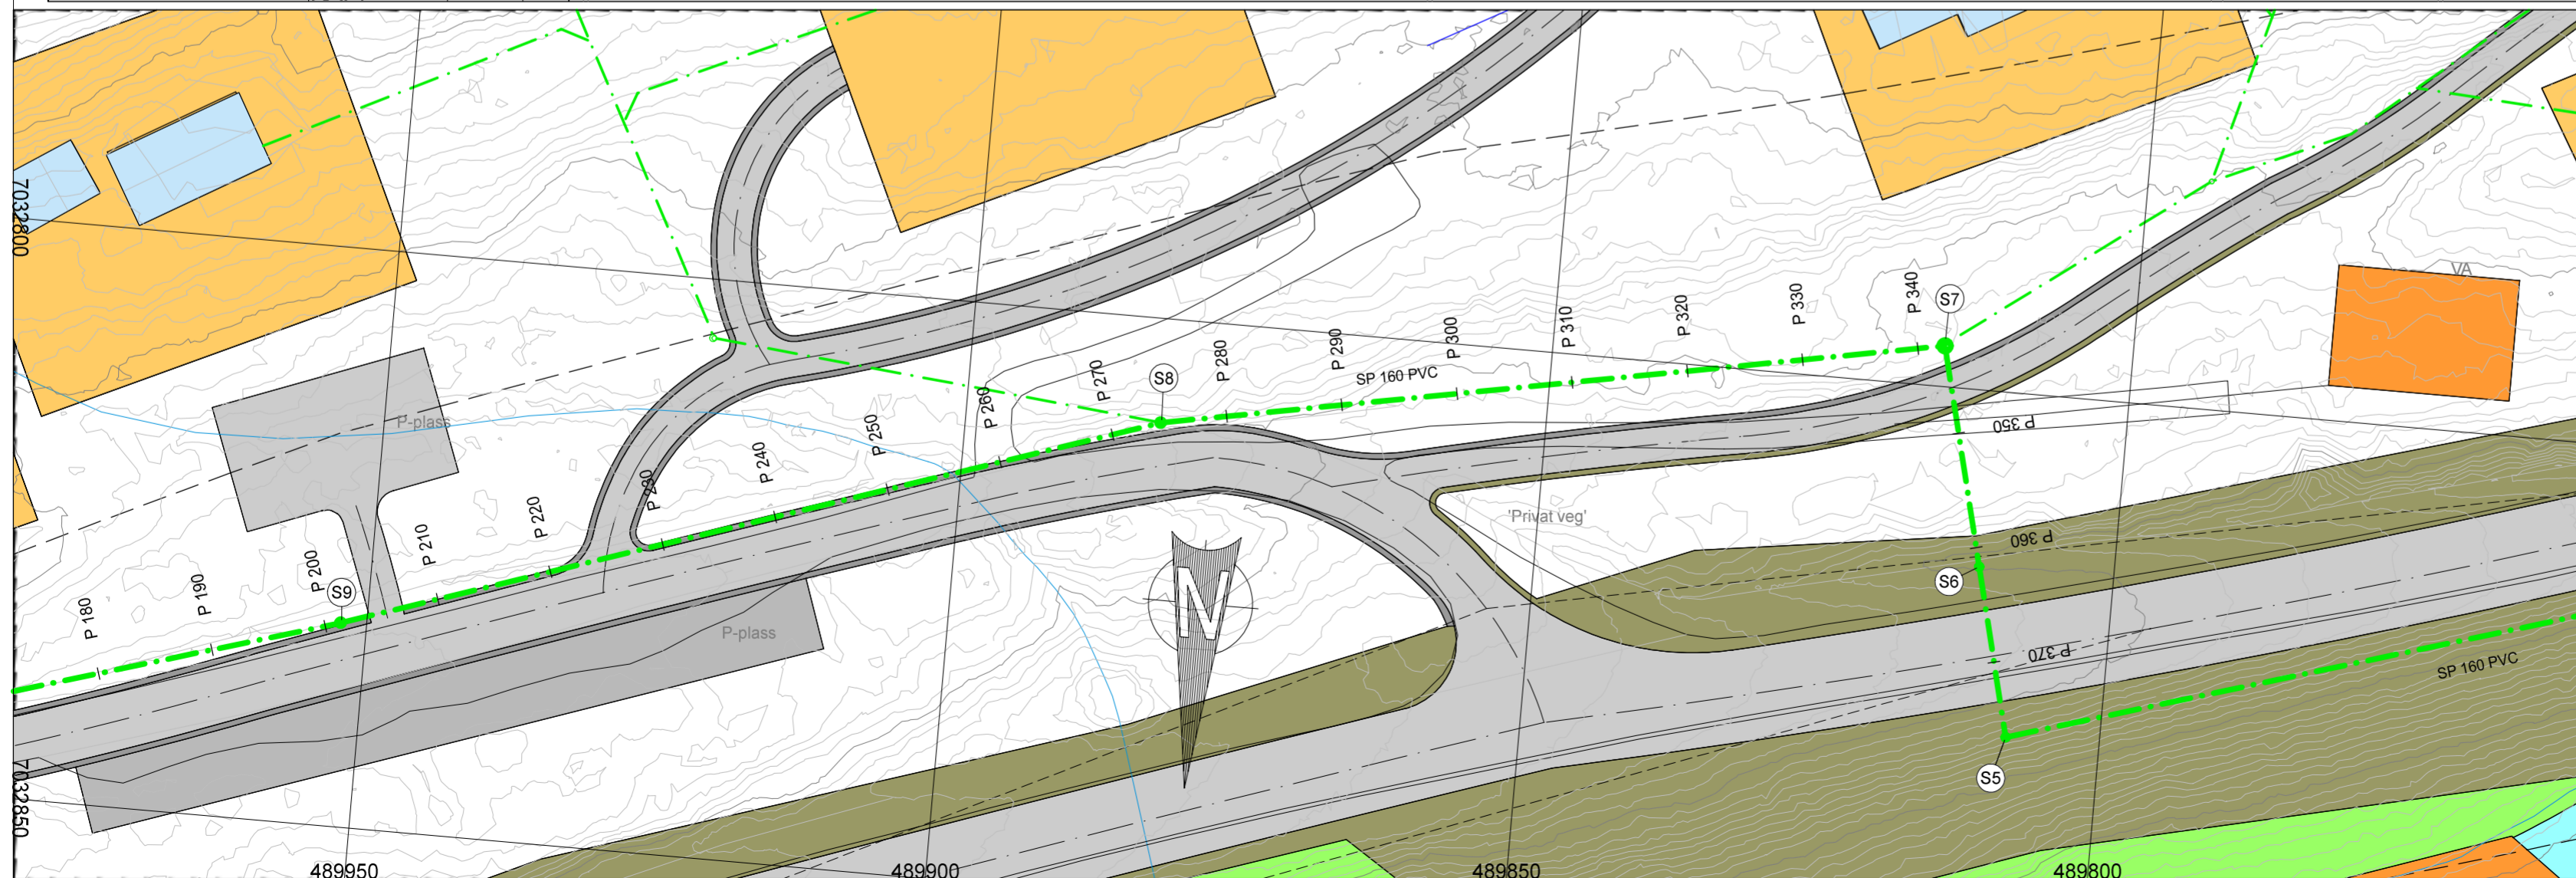 7032800
7032850
489950
489900
489850
489800
P 180
P 190
P 200
S9
P 210
P 220
P 230
P 240
P 250
P 260
P 270
S8
P 280
P 290
P 300
SP 160 PVC
P 310
P 320
P 330
P 340
S7
P 350
P 360
S6
P 370
S5
SP 160 PVC
P-plass
P-plass
'Privat veg'
VA
N